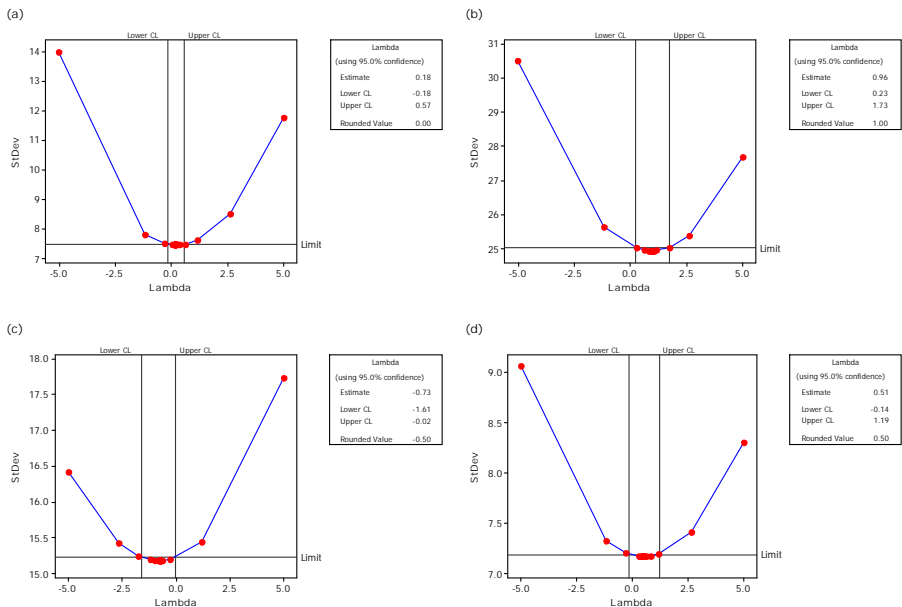 (a)
Lower CL Upper CL
14
13
12
11
10
9
8
7
StDev
Limit
-5.0 -2.5 0.0 2.5 5.0
Lambda
Lambda
(using 95.0% confidence)
Estimate 0.18
Lower CL -0.18
Upper CL 0.57
Rounded Value 0.00
(b)
Lower CL Upper CL
31
30
29
28
27
26
25
StDev
Limit
-5.0 -2.5 0.0 2.5 5.0
Lambda
Lambda
(using 95.0% confidence)
Estimate 0.96
Lower CL 0.23
Upper CL 1.73
Rounded Value 1.00
(c)
Lower CL Upper CL
18.0
17.5
17.0
16.5
16.0
15.5
15.0
StDev
Limit
-5.0 -2.5 0.0 2.5 5.0
Lambda
Lambda
(using 95.0% confidence)
Estimate -0.73
Lower CL -1.61
Upper CL -0.02
Rounded Value -0.50
(d)
Lower CL Upper CL
9.0
8.5
8.0
7.5
7.0
StDev
Limit
-5.0 -2.5 0.0 2.5 5.0
Lambda
Lambda
(using 95.0% confidence)
Estimate 0.51
Lower CL -0.14
Upper CL 1.19
Rounded Value 0.50